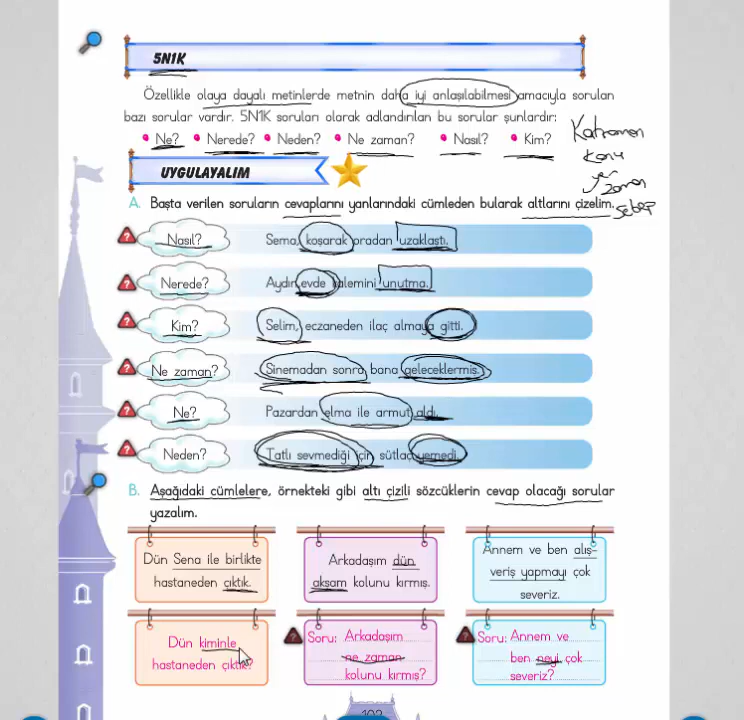 5N1K
Özellikle olaya dayalı metinlerde metnin daha iyi anlaşılabilmesi amacıyla sorulan
bazı sorular vardır. 5N1K soruları olarak adlandırılan bu sorular şunlardır:
• Ne? • Nerede? • Neden? • Ne zaman? • Nasıl? • Kim?
Kahraman
Konu
yer
zaman
sebep
UYGULAYALIM
A. Başta verilen soruların cevaplarını yanlarındaki cümleden bularak altlarını çizelim.
Nasıl? Sema, koşarak oradan uzaklaştı.
Nerede? Aydın evde kalemini unutma.
Kim? Selim, eczaneden ilaç almaya gitti.
Ne zaman? Sinemadan sonra bana geleceklermiş.
Ne? Pazardan elma ile armut aldı.
Neden? Tatlı sevmediği için sütlaç yemedi.
B. Aşağıdaki cümlelere, örnekteki gibi altı çizili sözcüklerin cevap olacağı sorular
yazalım.
Dün Sena ile birlikte
hastaneden çıktık.
Arkadaşım dün
akşam kolunu kırmış.
Annem ve ben alış-
veriş yapmayı çok
severiz.
Dün kiminle
hastaneden çıktık?
Soru: Arkadaşım
ne zaman
kolunu kırmış?
Soru: Annem ve
ben neyi çok
severiz?